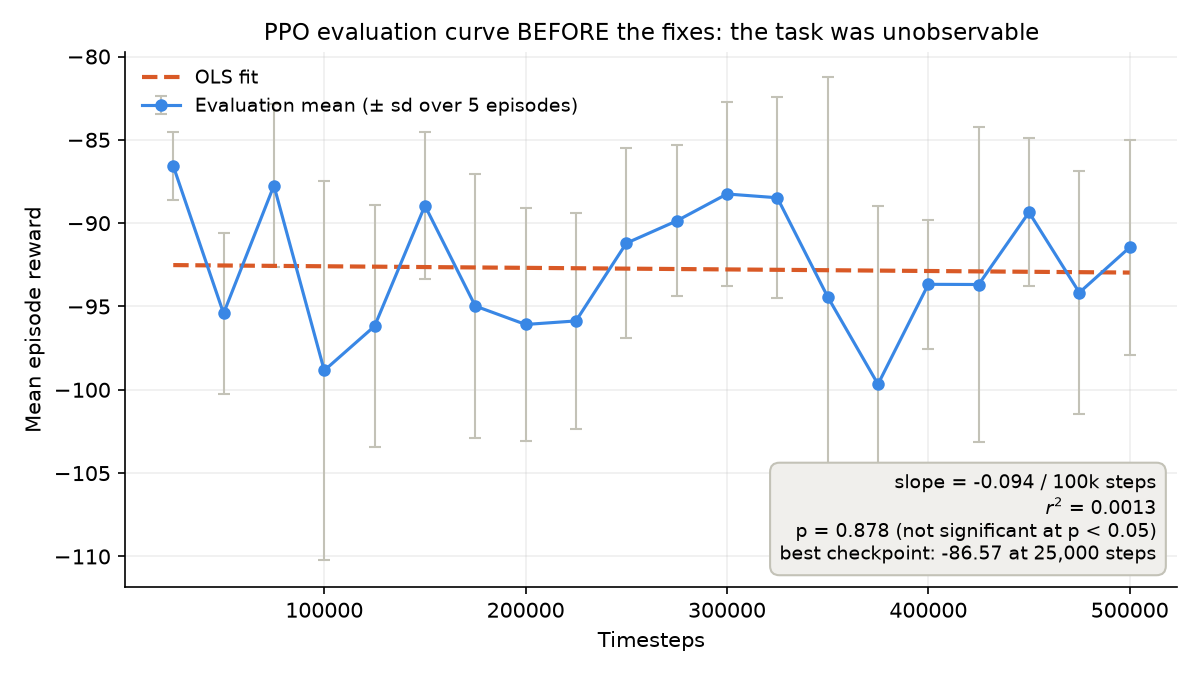 PPO evaluation curve BEFORE the fixes: the task was unobservable
OLS fit
Evaluation mean (± sd over 5 episodes)
Mean episode reward
−80
−85
−90
−95
−100
−105
−110
slope = -0.094 / 100k steps
r² = 0.0013
p = 0.878 (not significant at p < 0.05)
best checkpoint: -86.57 at 25,000 steps
100000
200000
300000
400000
500000
Timesteps